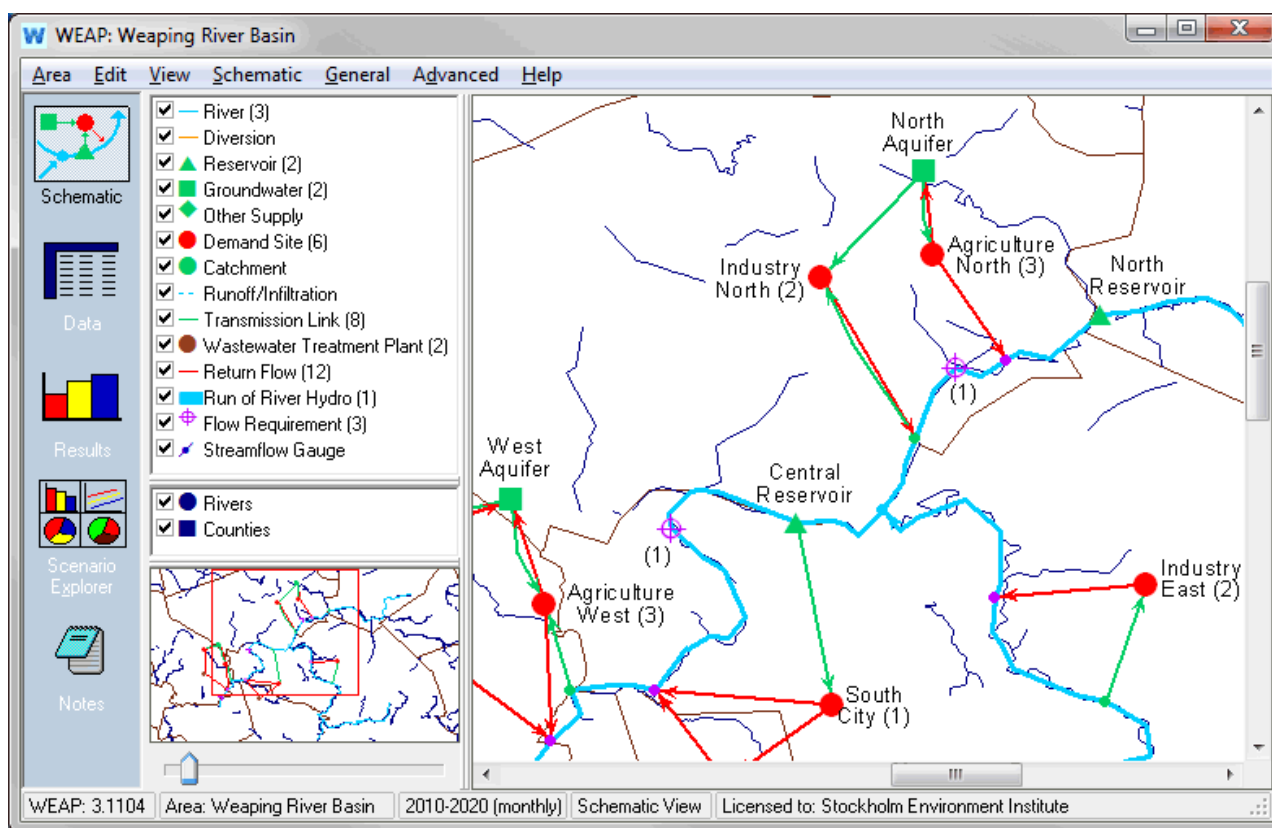 WEAP: Weaping River Basin
Area Edit View Schematic General Advanced Help
Schematic
Data
Results
Scenario
Explorer
Notes
River (3)
Diversion
Reservoir (2)
Groundwater (2)
Other Supply
Demand Site (6)
Catchment
Runoff/Infiltration
Transmission Link (8)
Wastewater Treatment Plant (2)
Return Flow (12)
Run of River Hydro (1)
Flow Requirement (3)
Streamflow Gauge
Rivers
Counties
North
Aquifer
Agriculture
North (3)
Industry
North (2)
North
Reservoir
(1)
West
Aquifer
Central
Reservoir
(1)
Agriculture
West (3)
Industry
East (2)
South
City (1)
WEAP: 3.1104 Area: Weaping River Basin 2010-2020 (monthly) Schematic View Licensed to: Stockholm Environment Institute